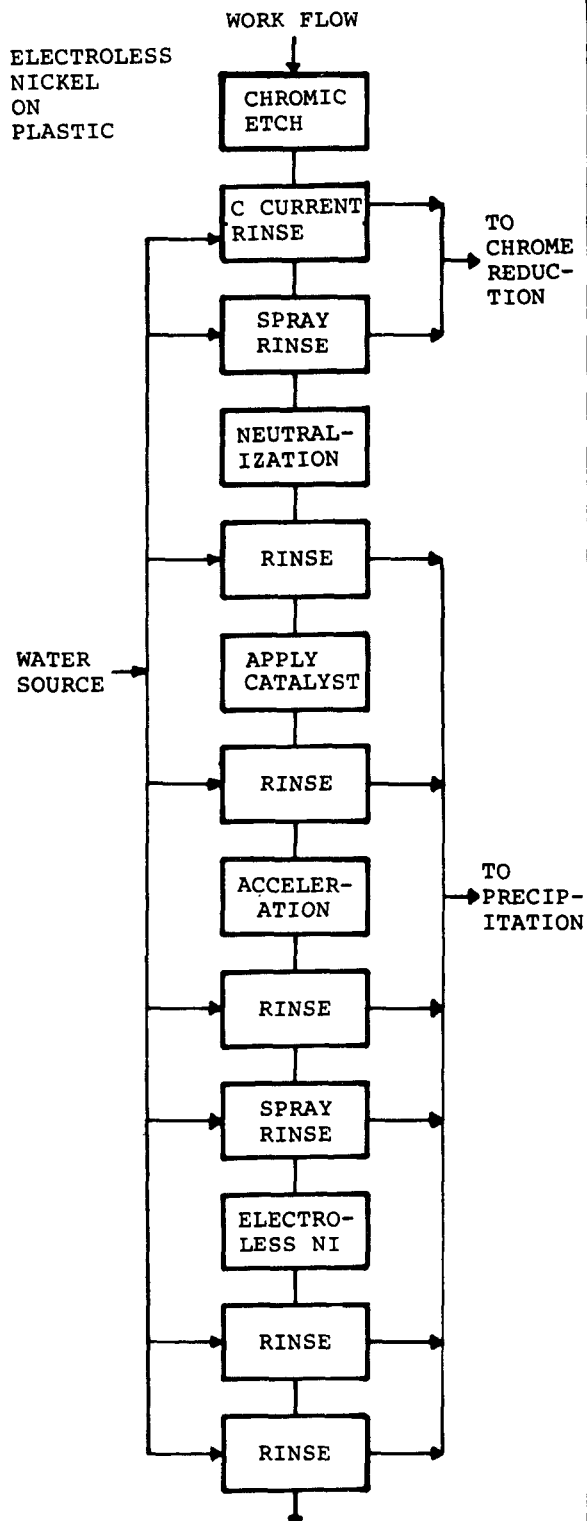 WORK FLOW
ELECTROLESS
NICKEL
ON
PLASTIC
CHROMIC
ETCH
C CURRENT
RINSE
TO
CHROME
REDUC-
TION
SPRAY
RINSE
NEUTRAL-
IZATION
RINSE
WATER
SOURCE
APPLY
CATALYST
RINSE
ACCELER-
ATION
TO
PRECIP-
ITATION
RINSE
SPRAY
RINSE
ELECTRO-
LESS NI
RINSE
RINSE